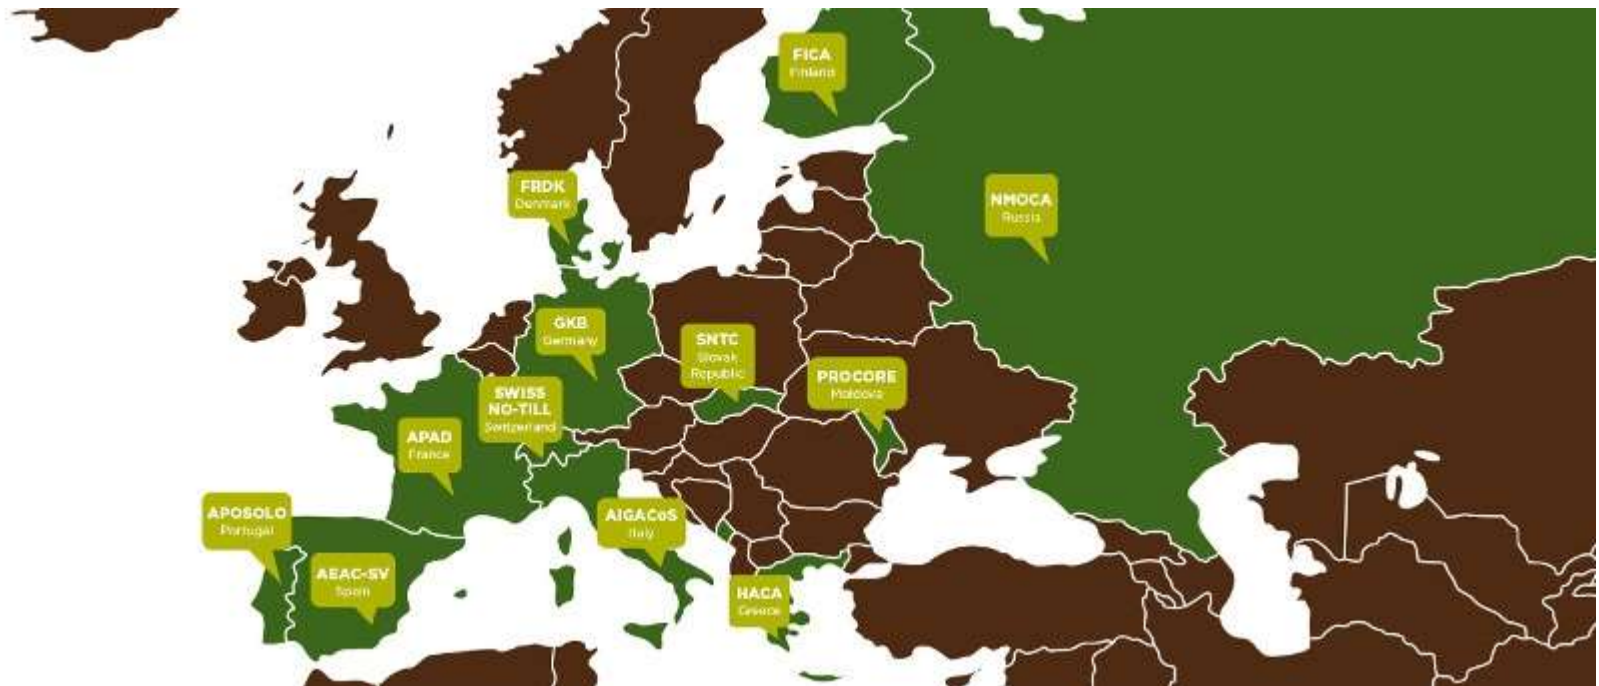 FICA
Finland
FRDK
Denmark
NMOCA
Russia
GKB
Germany
SNTC
Slovak
Republic
PROCORE
Moldova
SWISS
NO-TILL
Switzerland
APAD
France
APOSOLO
Portugal
AIGACoS
Italy
AEAC-SV
Spain
HACA
Greece